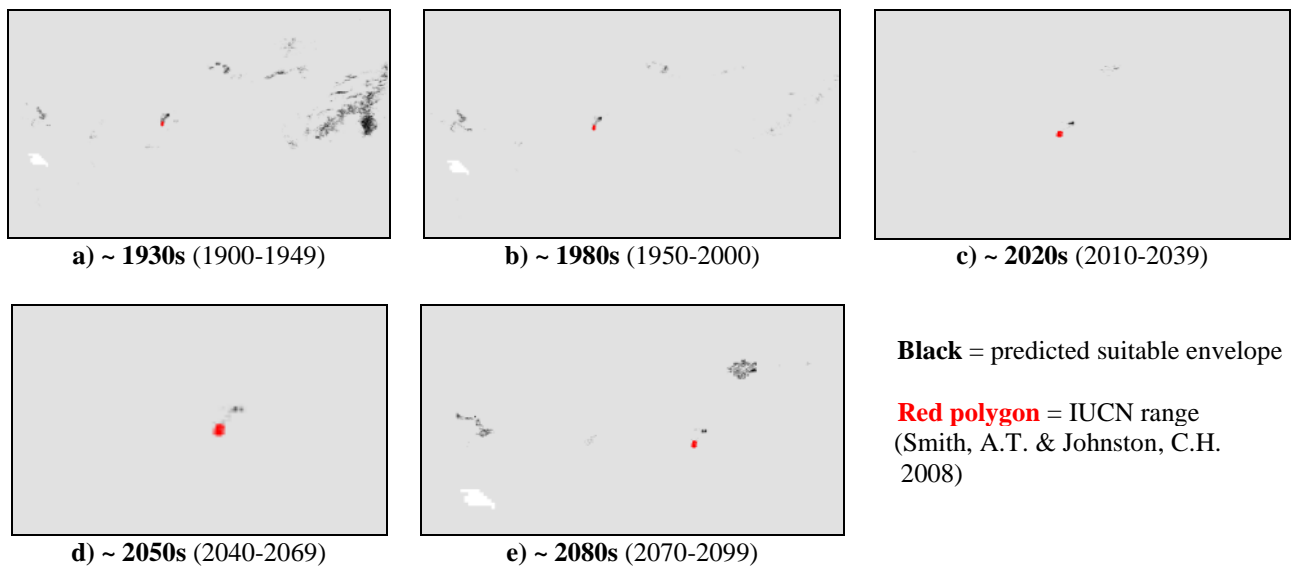 a) ~ 1930s (1900-1949)
b) ~ 1980s (1950-2000)
c) ~ 2020s (2010-2039)
d) ~ 2050s (2040-2069)
e) ~ 2080s (2070-2099)
Black = predicted suitable envelope
Red polygon = IUCN range
(Smith, A.T. & Johnston, C.H.
2008)